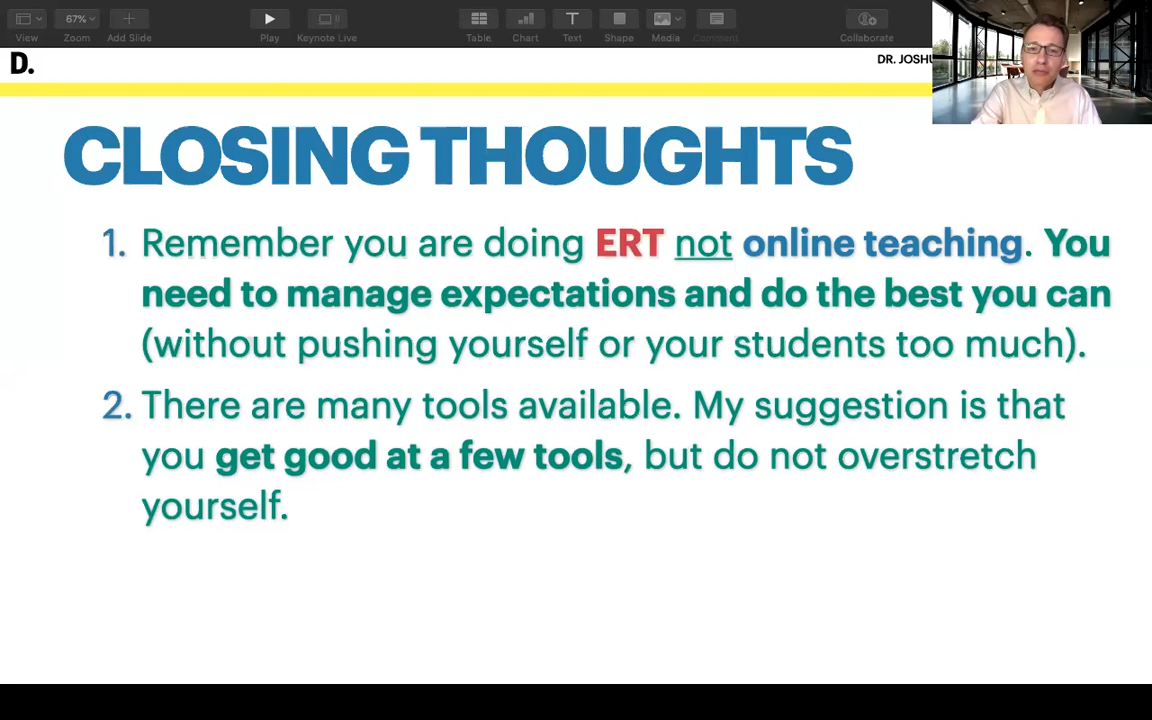 67%
View
Zoom
Add Slide
Play
Keynote Live
Table
Chart
Text
Shape
Media
Comment
Collaborate
D.
DR. JOSHU
CLOSING THOUGHTS
1. Remember you are doing ERT not online teaching. You
need to manage expectations and do the best you can
(without pushing yourself or your students too much).
2. There are many tools available. My suggestion is that
you get good at a few tools, but do not overstretch
yourself.